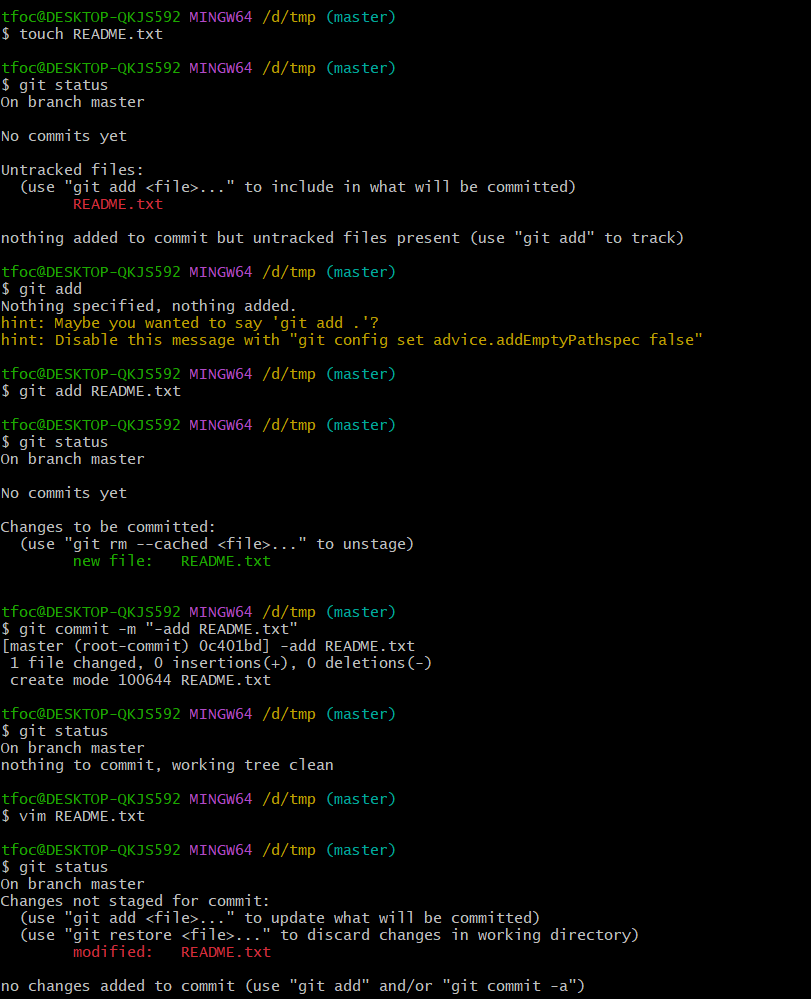 tfoc@DESKTOP-QKJS592 MINGW64 /d/tmp (master)
$ touch README.txt

tfoc@DESKTOP-QKJS592 MINGW64 /d/tmp (master)
$ git status
On branch master

No commits yet

Untracked files:
  (use "git add <file>..." to include in what will be committed)
        README.txt

nothing added to commit but untracked files present (use "git add" to track)

tfoc@DESKTOP-QKJS592 MINGW64 /d/tmp (master)
$ git add
Nothing specified, nothing added.
hint: Maybe you wanted to say 'git add .'?
hint: Disable this message with "git config set advice.addEmptyPathspec false"

tfoc@DESKTOP-QKJS592 MINGW64 /d/tmp (master)
$ git add README.txt

tfoc@DESKTOP-QKJS592 MINGW64 /d/tmp (master)
$ git status
On branch master

No commits yet

Changes to be committed:
  (use "git rm --cached <file>..." to unstage)
        new file:   README.txt


tfoc@DESKTOP-QKJS592 MINGW64 /d/tmp (master)
$ git commit -m "-add README.txt"
[master (root-commit) 0c401bd] -add README.txt
 1 file changed, 0 insertions(+), 0 deletions(-)
 create mode 100644 README.txt

tfoc@DESKTOP-QKJS592 MINGW64 /d/tmp (master)
$ git status
On branch master
nothing to commit, working tree clean

tfoc@DESKTOP-QKJS592 MINGW64 /d/tmp (master)
$ vim README.txt

tfoc@DESKTOP-QKJS592 MINGW64 /d/tmp (master)
$ git status
On branch master
Changes not staged for commit:
  (use "git add <file>..." to update what will be committed)
  (use "git restore <file>..." to discard changes in working directory)
        modified:   README.txt

no changes added to commit (use "git add" and/or "git commit -a")